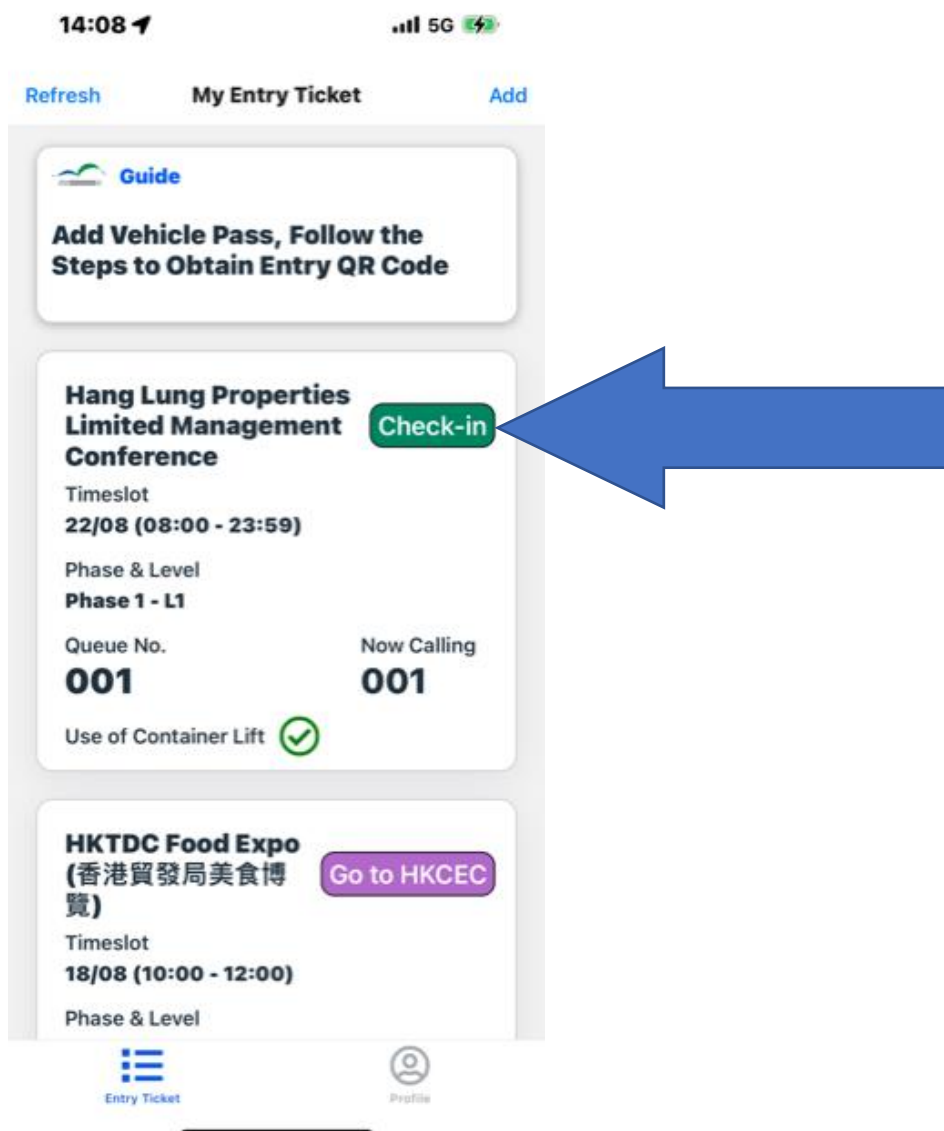 14:08
5G
Refresh My Entry Ticket Add
Guide
Add Vehicle Pass, Follow the
Steps to Obtain Entry QR Code
Hang Lung Properties
Limited Management
Conference
Check-in
Timeslot
22/08 (08:00 - 23:59)
Phase & Level
Phase 1 - L1
Queue No. Now Calling
001 001
Use of Container Lift
HKTDC Food Expo
(香港貿發局美食博
覽)
Go to HKCEC
Timeslot
18/08 (10:00 - 12:00)
Phase & Level
Entry Ticket Profile